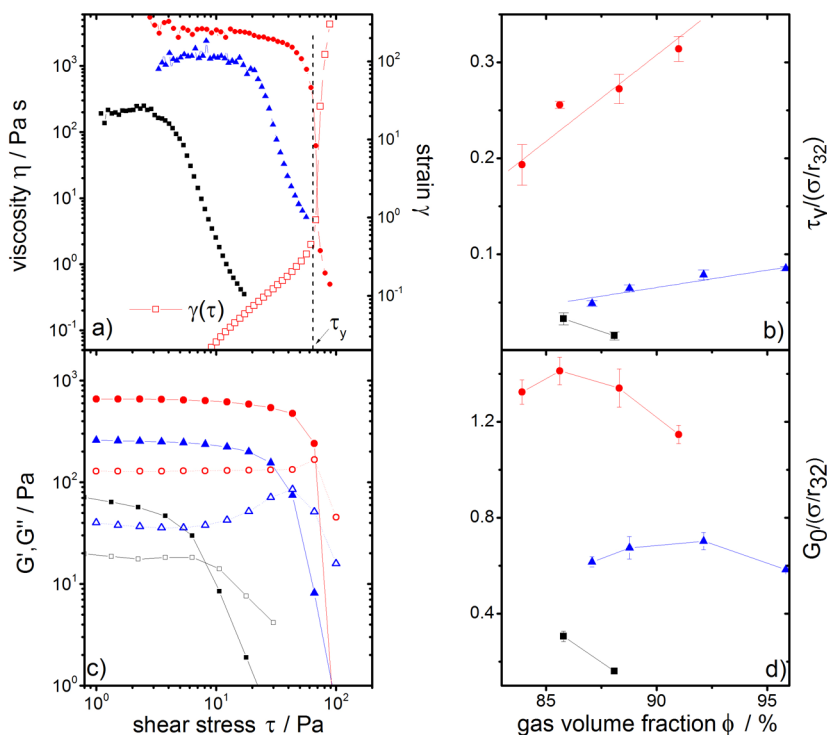 10³
10²
10¹
10⁰
10⁻¹
viscosity η / Pa s
a)
γ(τ)
τy
10²
10¹
10⁰
10⁻¹
strain γ
0.3
0.2
0.1
b)
τy/(σ/r32)
10³
10²
10¹
10⁰
G',G'' / Pa
c)
10⁰ 10¹ 10²
shear stress τ / Pa
1.2
0.8
0.4
d)
G0/(σ/r32)
85 90 95
gas volume fraction ϕ / %